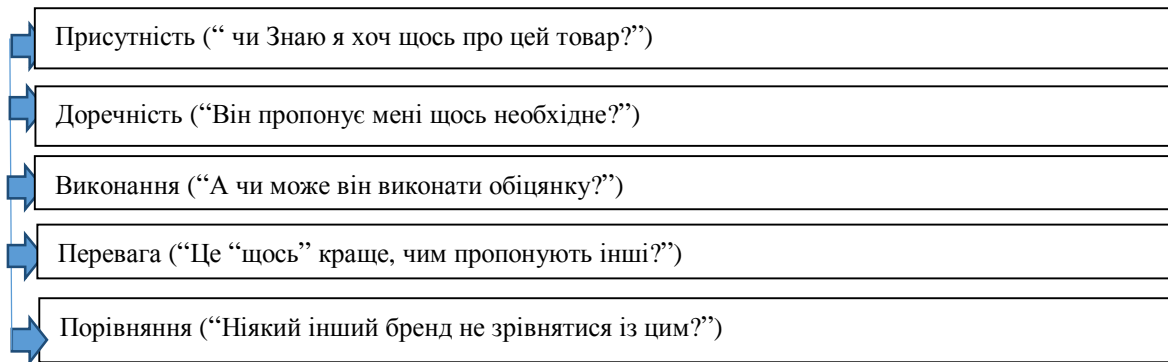 Присутність (“ чи Знаю я хоч щось про цей товар?”)
Доречність (“Він пропонує мені щось необхідне?”)
Виконання (“А чи може він виконати обіцянку?”)
Перевага (“Це “щось” краще, чим пропонують інші?”)
Порівняння (“Ніякий інший бренд не зрівнятися із цим?”)